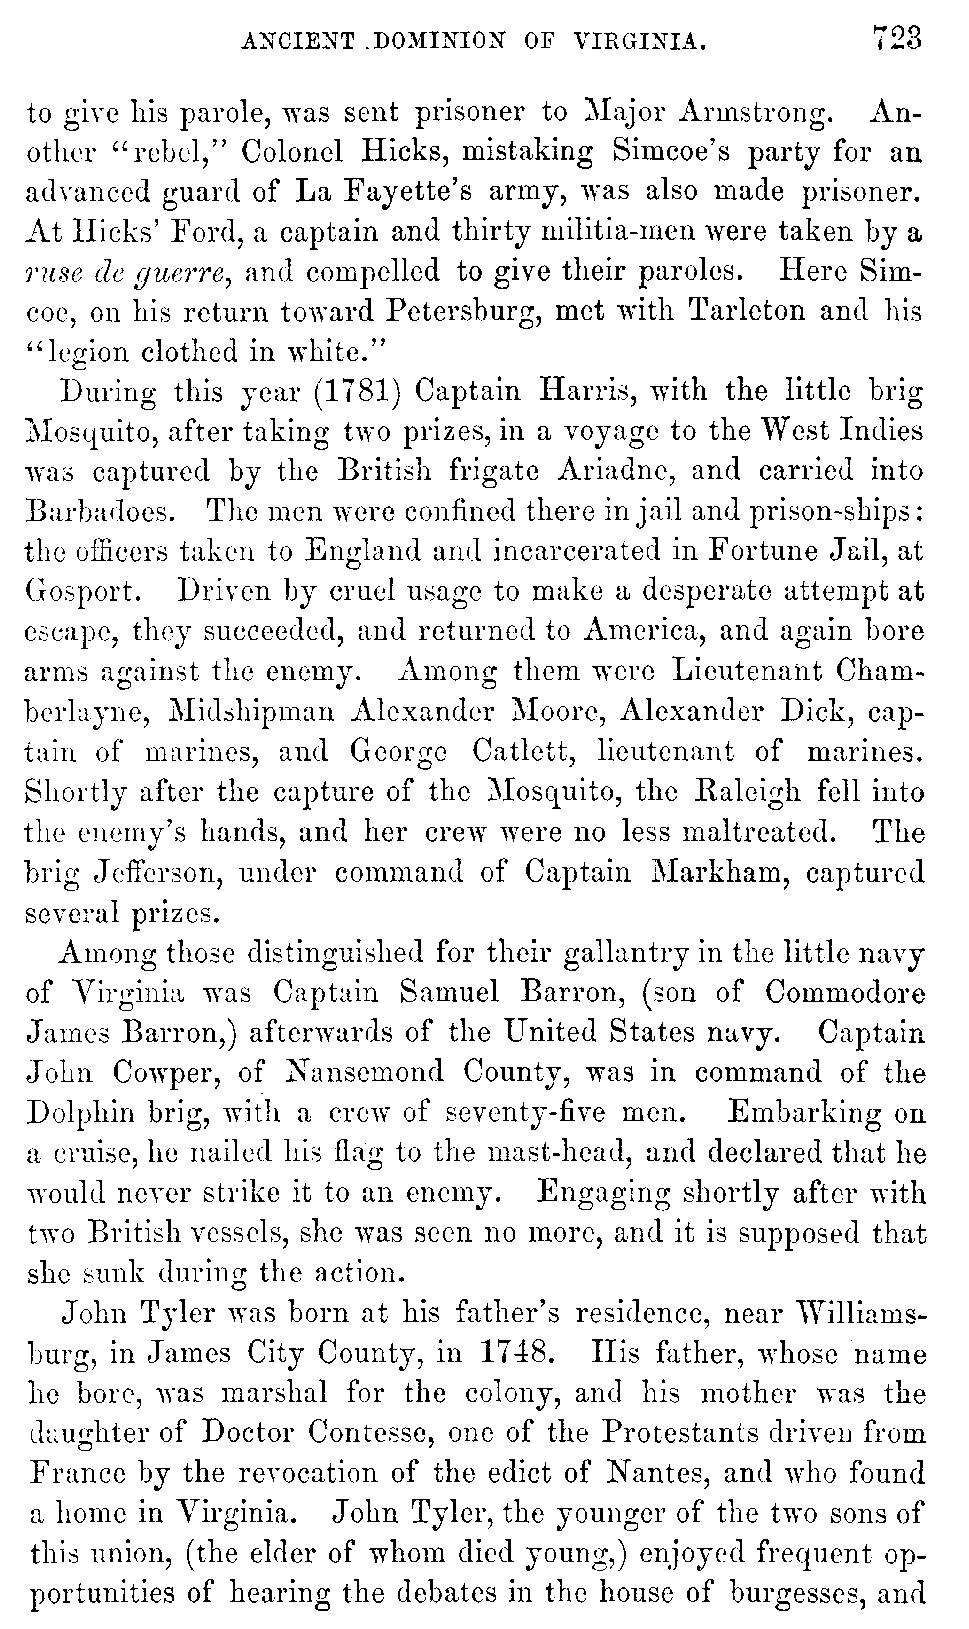 ANCIENT .DOMINION OF VIRGINIA. 723
to give his parole, was sent prisoner to Major Armstrong. An-
other “rebel,” Colonel Hicks, mistaking Simcoe’s party for an
advanced guard of La Fayette’s army, was also made prisoner.
At Hicks’ Ford, a captain and thirty militia-men were taken by a
ruse de guerre, and compelled to give their paroles. Here Sim-
coe, on his return toward Petersburg, met with Tarleton and his
“legion clothed in white.”
During this year (1781) Captain Harris, with the little brig
Mosquito, after taking two prizes, in a voyage to the West Indies
was captured by the British frigate Ariadne, and carried into
Barbadoes. The men were confined there in jail and prison-ships:
the officers taken to England and incarcerated in Fortune Jail, at
Gosport. Driven by cruel usage to make a desperate attempt at
escape, they succeeded, and returned to America, and again bore
arms against the enemy. Among them were Lieutenant Cham-
berlayne, Midshipman Alexander Moore, Alexander Dick, cap-
tain of marines, and George Catlett, lieutenant of marines.
Shortly after the capture of the Mosquito, the Raleigh fell into
the enemy’s hands, and her crew were no less maltreated. The
brig Jefferson, under command of Captain Markham, captured
several prizes.
Among those distinguished for their gallantry in the little navy
of Virginia was Captain Samuel Barron, (son of Commodore
James Barron,) afterwards of the United States navy. Captain
John Cowper, of Nansemond County, was in command of the
Dolphin brig, with a crew of seventy-five men. Embarking on
a cruise, he nailed his flag to the mast-head, and declared that he
would never strike it to an enemy. Engaging shortly after with
two British vessels, she was seen no more, and it is supposed that
she sunk during the action.
John Tyler was born at his father’s residence, near Williams-
burg, in James City County, in 1748. His father, whose name
he bore, was marshal for the colony, and his mother was the
daughter of Doctor Contesse, one of the Protestants driven from
France by the revocation of the edict of Nantes, and who found
a home in Virginia. John Tyler, the younger of the two sons of
this union, (the elder of whom died young,) enjoyed frequent op-
portunities of hearing the debates in the house of burgesses, and